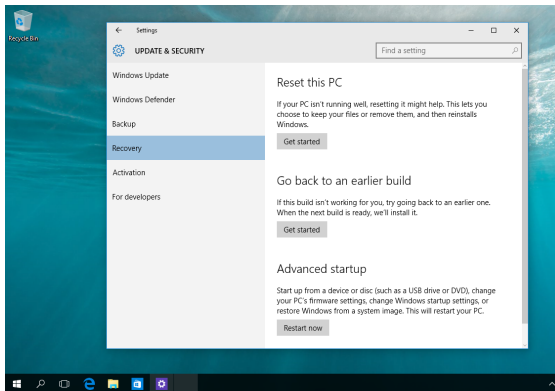 Recycle Bin
Settings
UPDATE & SECURITY
Find a setting
Windows Update
Windows Defender
Backup
Recovery
Activation
For developers
Reset this PC
If your PC isn't running well, resetting it might help. This lets you
choose to keep your files or remove them, and then reinstalls
Windows.
Get started
Go back to an earlier build
If this build isn't working for you, try going back to an earlier one.
When the next build is ready, we'll install it.
Get started
Advanced startup
Start up from a device or disc (such as a USB drive or DVD), change
your PC's firmware settings, change Windows startup settings, or
restore Windows from a system image. This will restart your PC.
Restart now